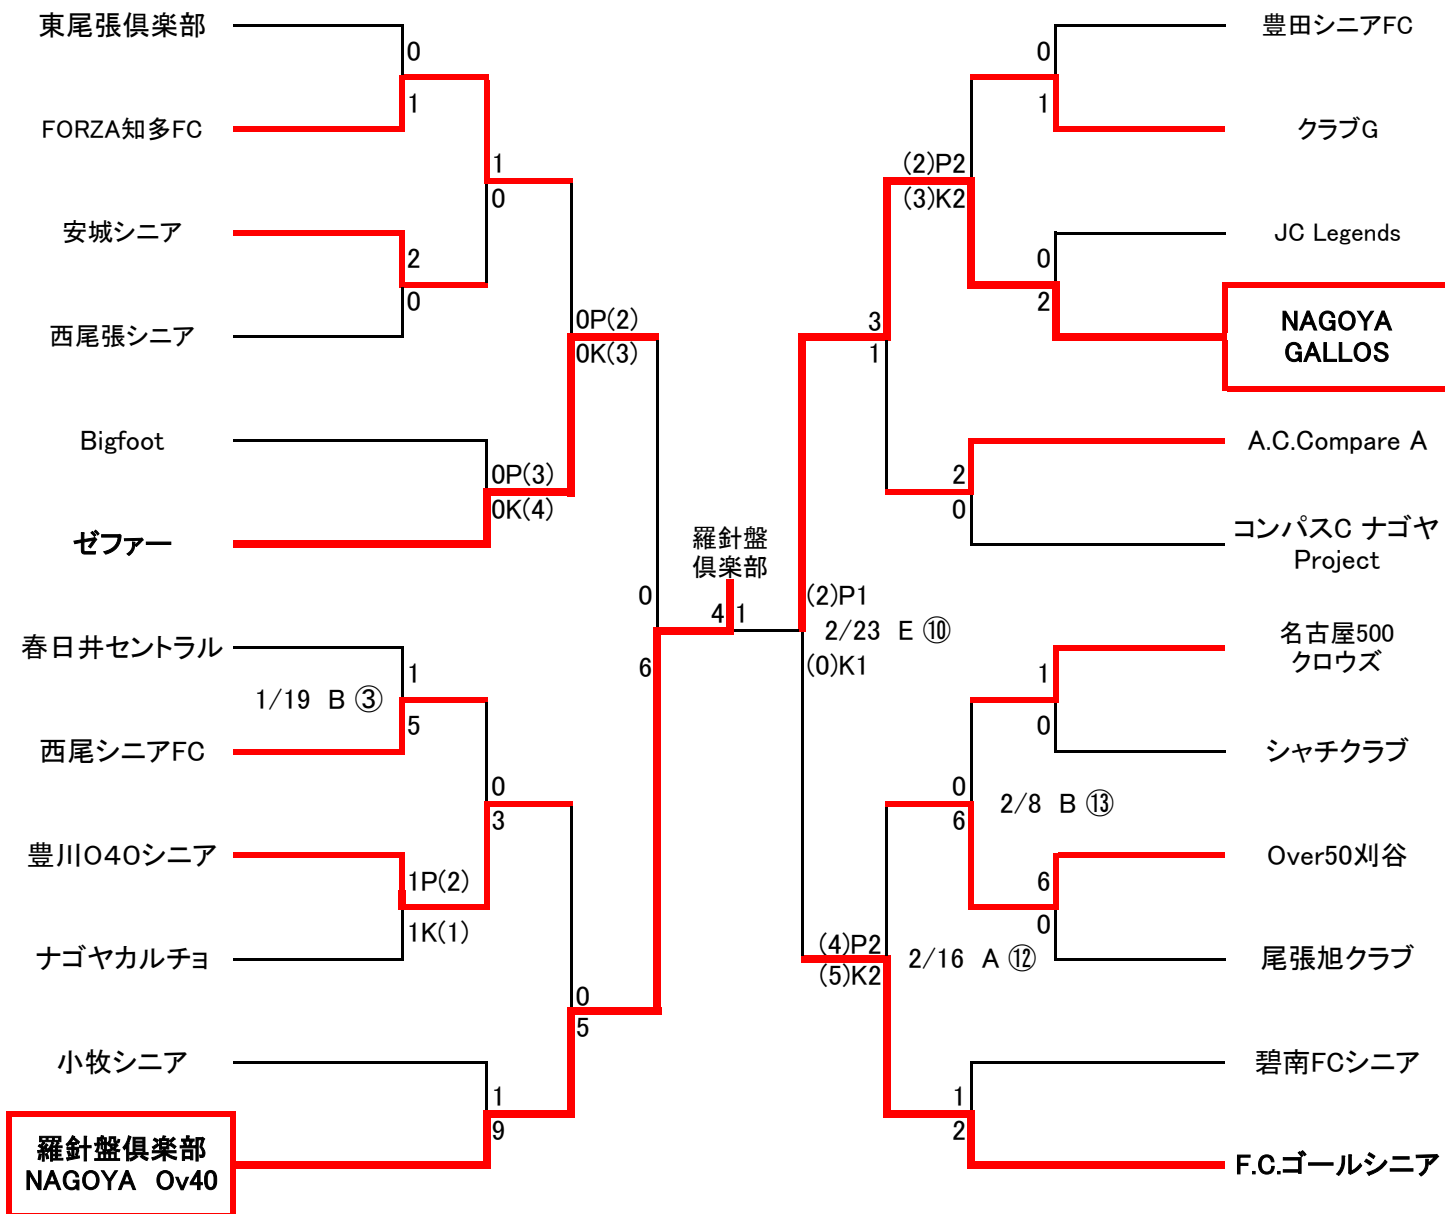 東尾張倶楽部
0
1
FORZA知多FC
1
0
安城シニア
2
0
西尾張シニア
0P(2)
0K(3)
Bigfoot
0P(3)
0K(4)
ゼファー
春日井セントラル
1
1/19 B ③
5
西尾シニアFC
0
3
豊川O40シニア
1P(2)
1K(1)
ナゴヤカルチョ
0
5
小牧シニア
1
9
羅針盤倶楽部
NAGOYA Ov40
0
6
羅針盤
倶楽部
4 1
豊田シニアFC
0
1
クラブG
(2)P2
(3)K2
JC Legends
0
2
NAGOYA
GALLOS
3
1
A.C.Compare A
2
0
コンパスC ナゴヤ
Project
(2)P1
2/23 E ⑩
(0)K1
名古屋500
クロウズ
1
0
シャチクラブ
0
2/8 B ⑬
6
Over50刈谷
6
0
尾張旭クラブ
(4)P2
2/16 A ⑫
(5)K2
碧南FCシニア
1
2
F.C.ゴールシニア